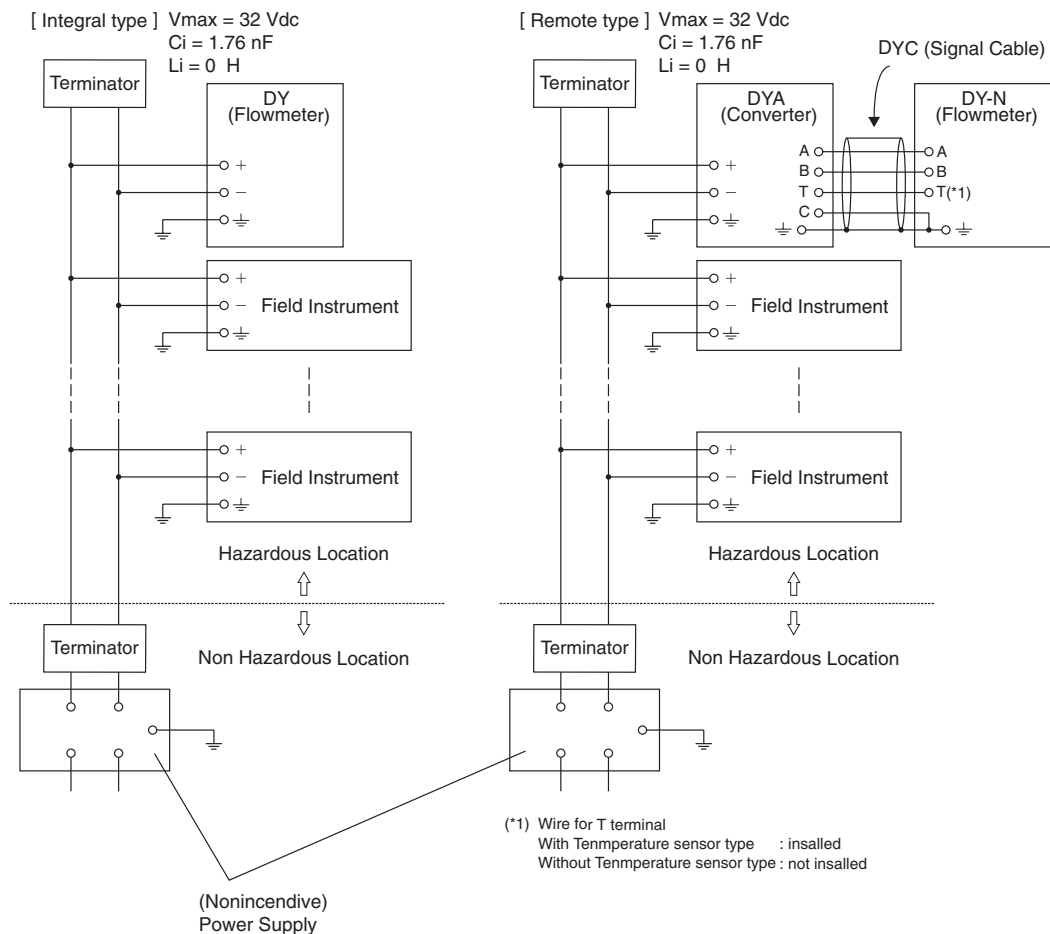 [ Integral type ] Vmax = 32 Vdc
Ci = 1.76 nF
Li = 0 H
Terminator
DY
(Flowmeter)
+
−
Field Instrument
+
−
Field Instrument
+
−
Hazardous Location
Terminator
Non Hazardous Location
[ Remote type ] Vmax = 32 Vdc
Ci = 1.76 nF
Li = 0 H
Terminator
DYC (Signal Cable)
DYA
(Converter)
+
−
A
B
T
C
DY-N
(Flowmeter)
A
B
T(*1)
+
−
Field Instrument
+
−
Field Instrument
Hazardous Location
Terminator
Non Hazardous Location
(*1) Wire for T terminal
With Tenmperature sensor type : insalled
Without Tenmperature sensor type : not insalled
(Nonincendive)
Power Supply